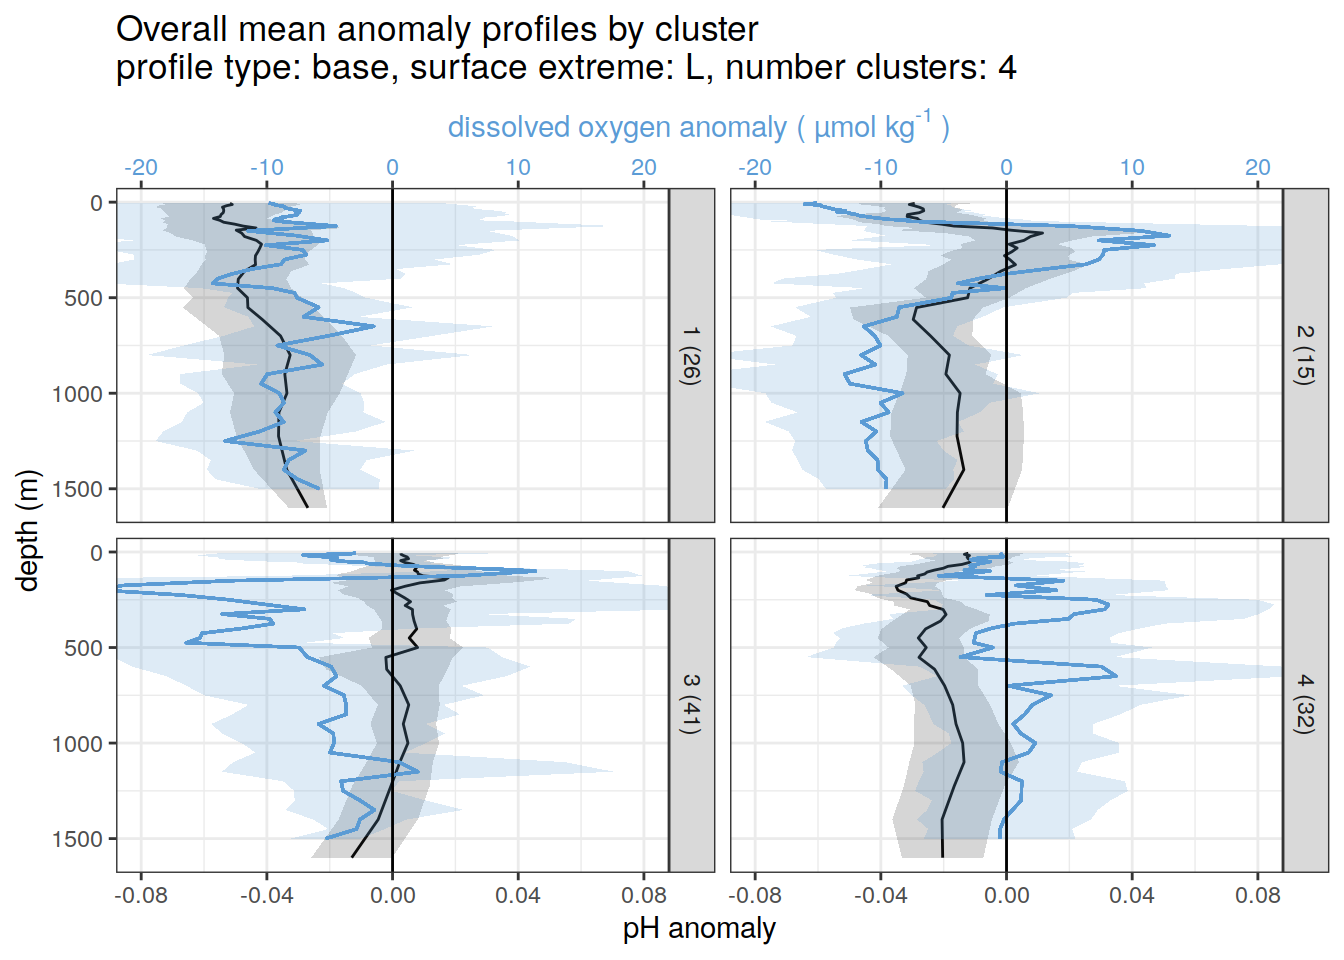 Overall mean anomaly profiles by cluster
profile type: base, surface extreme: L, number clusters: 4
dissolved oxygen anomaly ( µmol kg⁻¹ )
-20 -10 0 10 20 -20 -10 0 10 20
0
500
1000
1500
1 (26)
2 (15)
0
500
1000
1500
3 (41)
4 (32)
depth (m)
-0.08 -0.04 0.00 0.04 0.08 -0.08 -0.04 0.00 0.04 0.08
pH anomaly